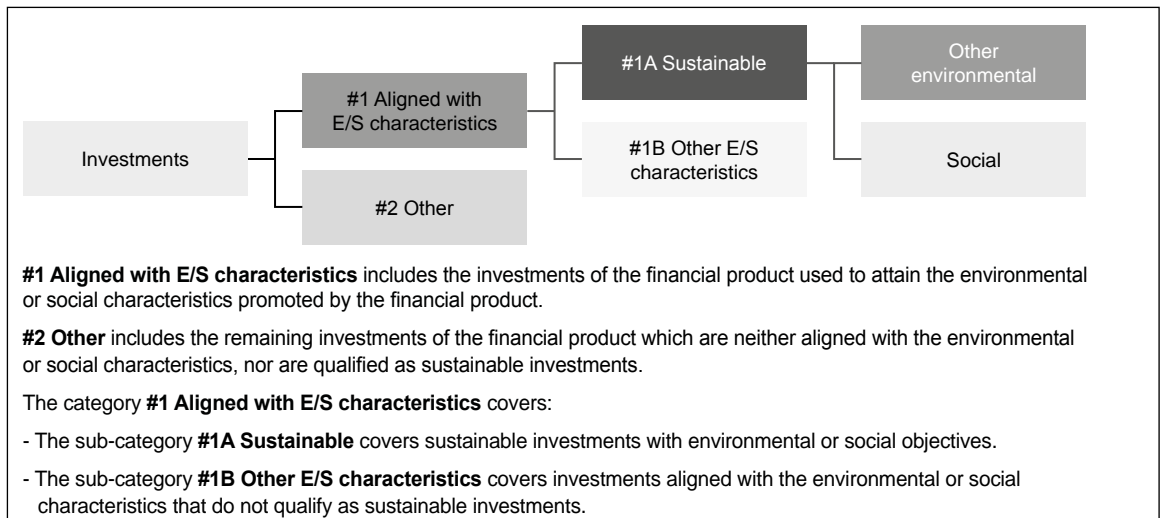 Investments
#1 Aligned with
E/S characteristics
#2 Other
#1A Sustainable
#1B Other E/S
characteristics
Other
environmental
Social
#1 Aligned with E/S characteristics includes the investments of the financial product used to attain the environmental
or social characteristics promoted by the financial product.
#2 Other includes the remaining investments of the financial product which are neither aligned with the environmental
or social characteristics, nor are qualified as sustainable investments.
The category #1 Aligned with E/S characteristics covers:
- The sub-category #1A Sustainable covers sustainable investments with environmental or social objectives.
- The sub-category #1B Other E/S characteristics covers investments aligned with the environmental or social
characteristics that do not qualify as sustainable investments.